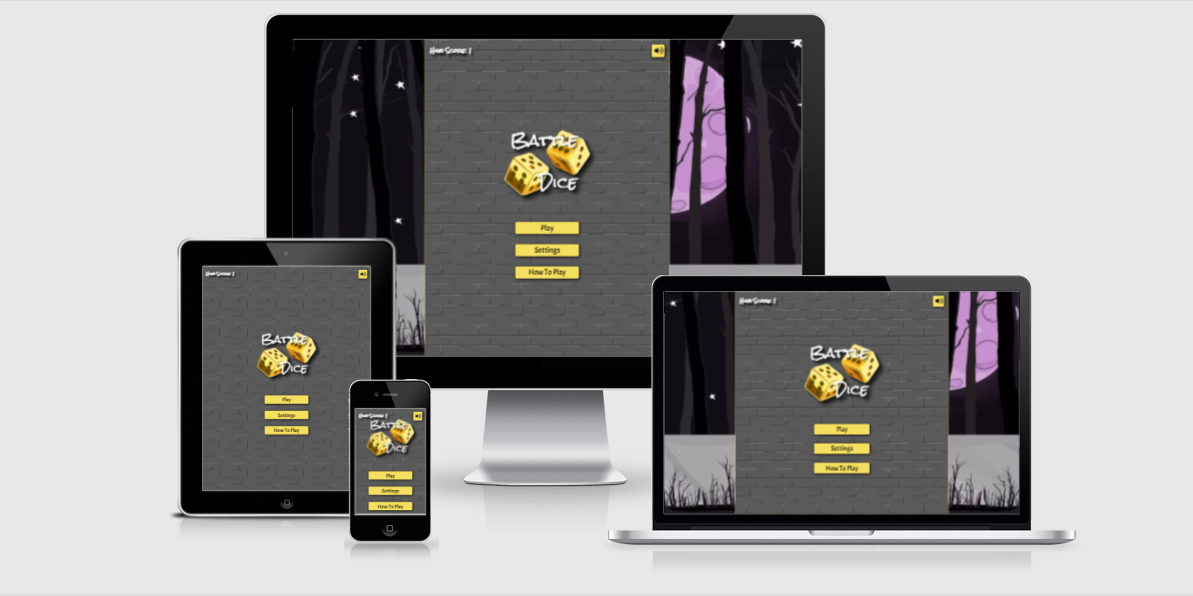 High Score: 1
Battle
Dice
Play
Settings
How To Play
High Score: 1
Battle
Dice
Play
Settings
How To Play
High Score: 1
Battle
Dice
Play
Settings
How To Play
High Score: 1
Battle
Dice
Play
Settings
How To Play